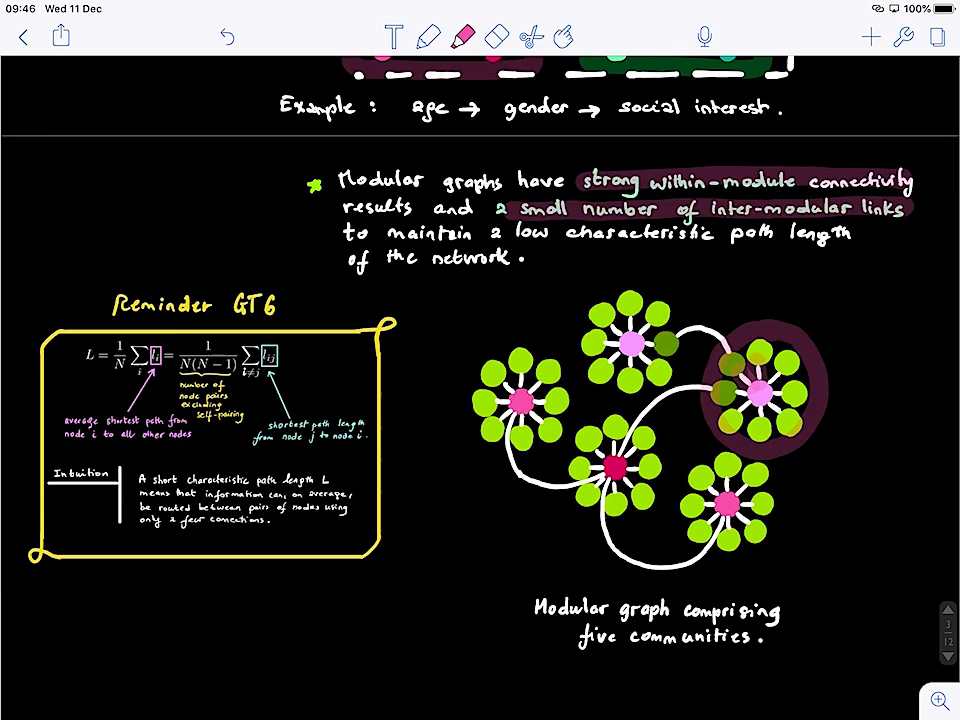 09:46 Wed 11 Dec
100%
Example : age → gender → social interest.
Modular graphs have strong within-module connectivity
results and a small number of inter-modular links
to maintain a low characteristic path length
of the network.
Reminder GT6
L = 1/N ∑_i l_i = 1/N(N − 1) ∑_{i≠j} l_ij
number of
node pairs
excluding
self-pairing
average shortest path from
node i to all other nodes
shortest path length
from node j to node i.
Intuition
A short characteristic path length L
means that information can, on average,
be routed between pairs of nodes using
only a few conections.
Modular graph comprising
five communities.
3
12